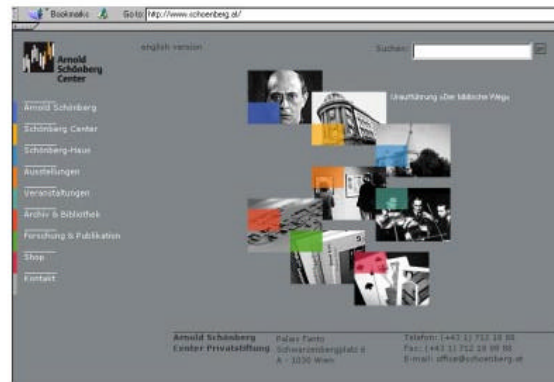 Bookmarks Go to: http://www.schoenberg.at/
Arnold
Schönberg
Center
english version
Suchen:
Uraufführung »Der biblische Weg«
Arnold Schönberg
Schönberg Center
Schönberg-Haus
Ausstellungen
Veranstaltungen
Archiv & Bibliothek
Forschung & Publikation
Shop
Kontakt
Arnold Schönberg
Center Privatstiftung
Palais Fanto
Schwarzenbergplatz 6
A - 1030 Wien
Telefon: (+43 1) 712 18 88
Fax: (+43 1) 712 18 88 88
E-mail: office@schoenberg.at